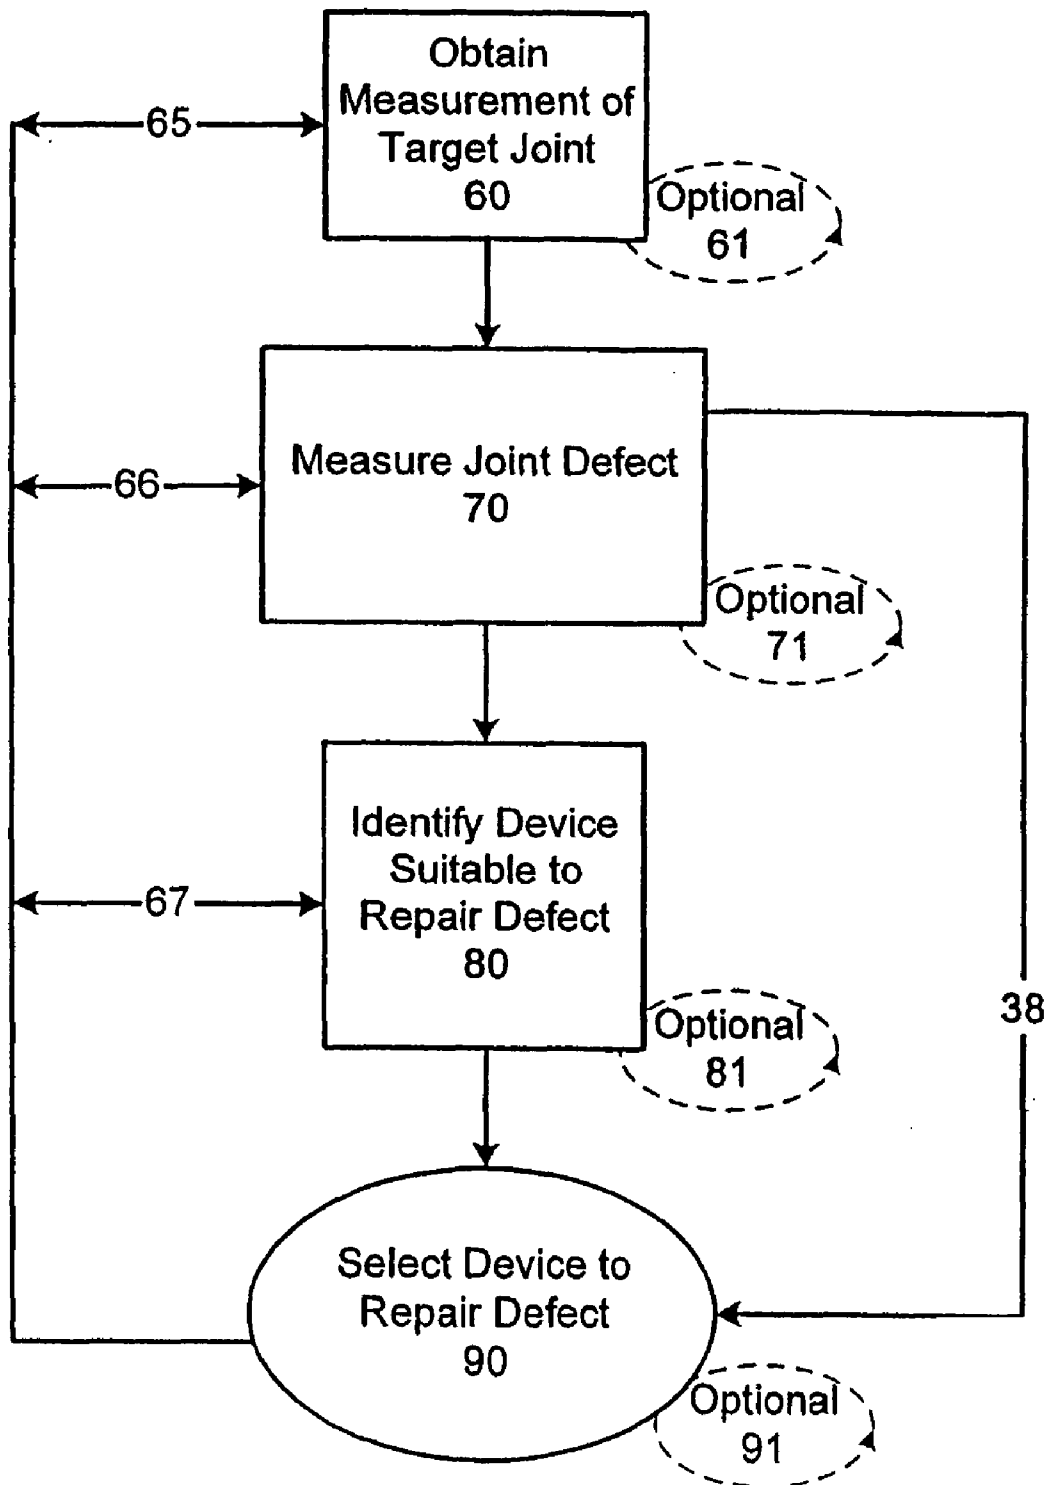 Obtain
Measurement of
Target Joint
60
65
Optional
61
Measure Joint Defect
70
66
Optional
71
Identify Device
Suitable to
Repair Defect
80
67
38
Optional
81
Select Device to
Repair Defect
90
Optional
91